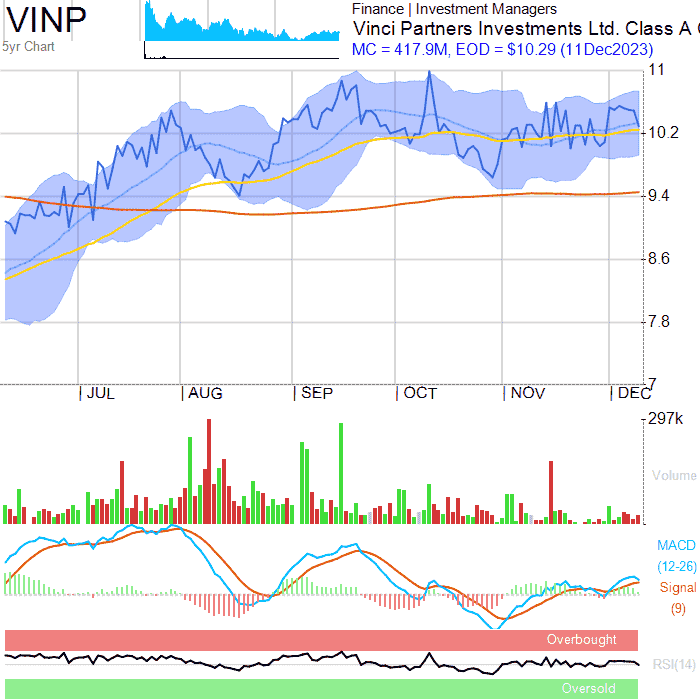 VINP
5yr Chart
Finance | Investment Managers
Vinci Partners Investments Ltd. Class A
MC = 417.9M, EOD = $10.29 (11Dec2023)
11
10.2
9.4
8.6
7.8
7
JUL AUG SEP OCT NOV DEC
297k
Volume
MACD
(12-26)
Signal
(9)
Overbought
RSI(14)
Oversold